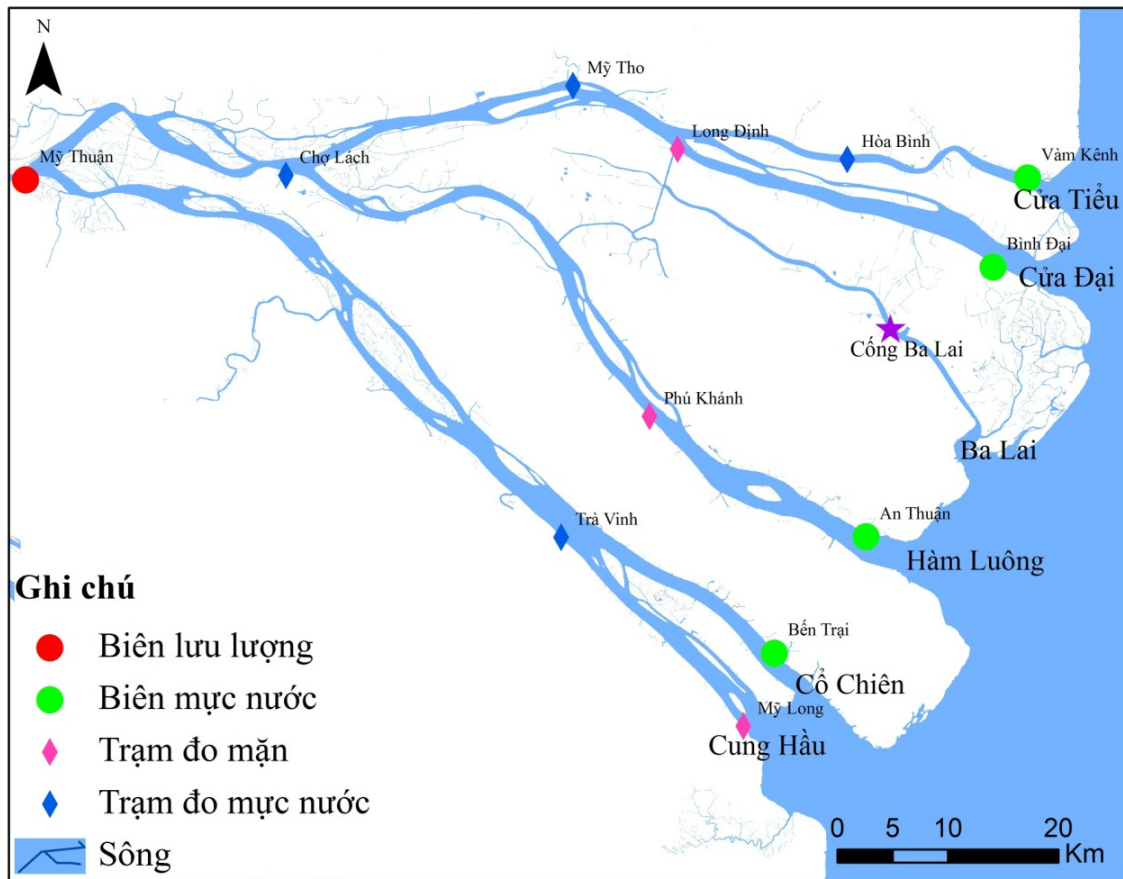 N
Mỹ Tho
Long Định
Hòa Bình
Mỹ Thuận
Chợ Lách
Vàm Kênh
Cửa Tiểu
Bình Đại
Cửa Đại
Cống Ba Lai
Phú Khánh
Ba Lai
An Thuận
Trà Vinh
Hàm Luông
Ghi chú
Biên lưu lượng
Bến Trại
Cổ Chiên
Biên mực nước
Mỹ Long
Cung Hầu
Trạm đo mặn
Trạm đo mực nước
Sông
0 5 10 20
Km